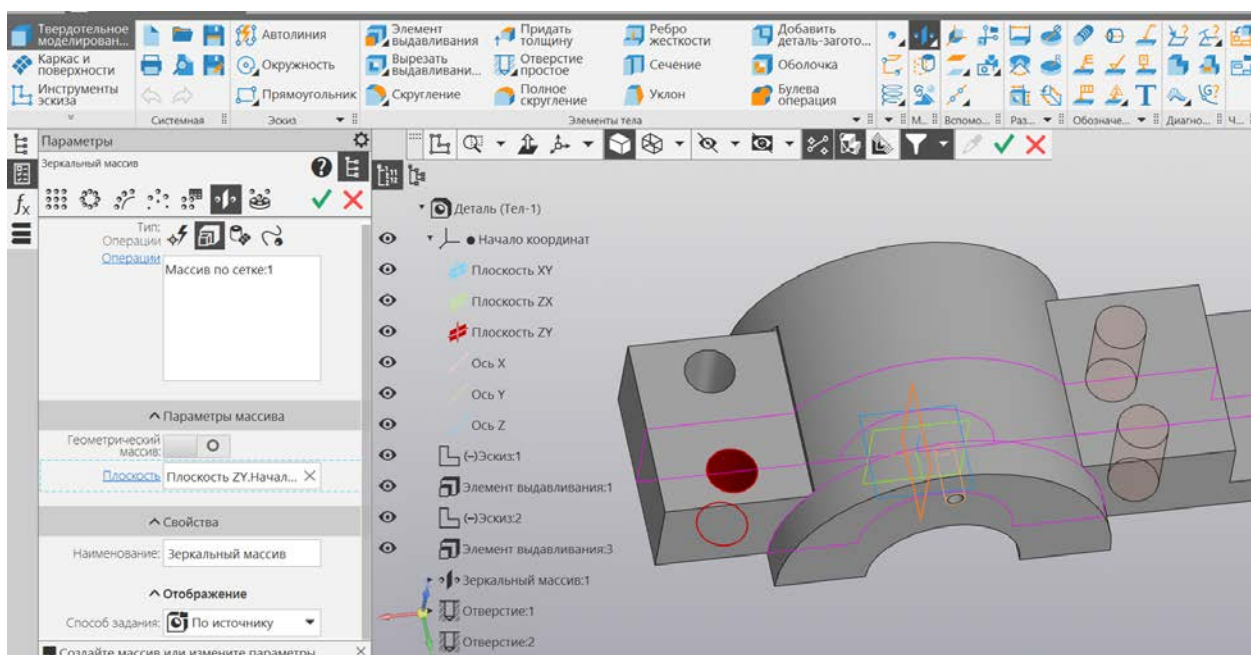 Твердотельное
моделирован...
Каркас и
поверхности
Инструменты
эскиза
Системная
Автолиния
Окружность
Прямоугольник
Эскиз
Элемент
выдавливания
Вырезать
выдавливани...
Скругление
Придать
толщину
Отверстие
простое
Полное
скругление
Ребро
жесткости
Сечение
Уклон
Добавить
деталь-загото...
Оболочка
Булева
операция
Элементы тела
М...
Вспомо...
Раз...
Обозначе...
Диагно...
Ч...
Параметры
Зеркальный массив
Тип:
Операции
Операции
Массив по сетке:1
Параметры массива
Геометрический
массив:
Плоскость
Плоскость ZY.Начал...
Свойства
Наименование:
Зеркальный массив
Отображение
Способ задания:
По источнику
Создайте массив или измените параметры
Деталь (Тел-1)
Начало координат
Плоскость XY
Плоскость ZX
Плоскость ZY
Ось X
Ось Y
Ось Z
(-)Эскиз:1
Элемент выдавливания:1
(-)Эскиз:2
Элемент выдавливания:3
Зеркальный массив:1
Отверстие:1
Отверстие:2